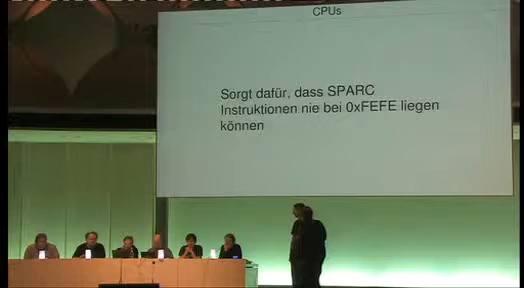 CPUs
Sorgt dafür, dass SPARC
Instruktionen nie bei 0xFEFE liegen
können